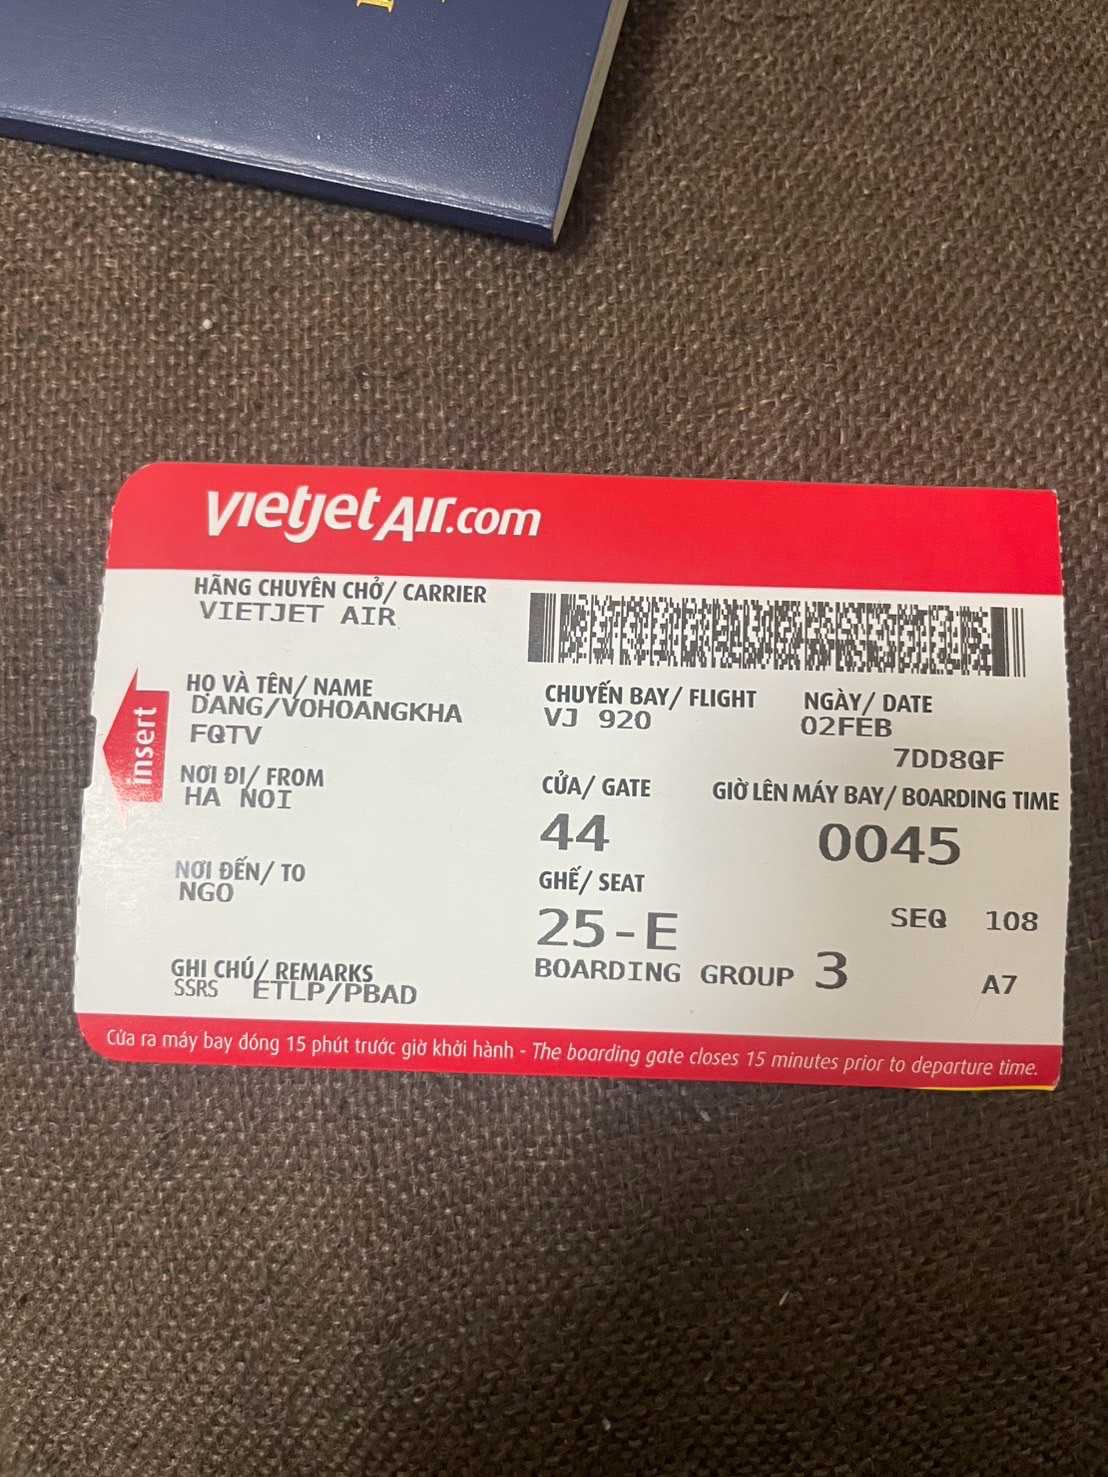 vietjetAir.com
HÃNG CHUYÊN CHỞ/ CARRIER
VIETJET AIR
HỌ VÀ TÊN/ NAME
DANG/VOHOANGKHA
FQTV
CHUYẾN BAY/ FLIGHT
VJ 920
NGÀY/ DATE
02FEB
7DD8QF
insert
NƠI ĐI/ FROM
HA NOI
CỬA/ GATE
44
GIỜ LÊN MÁY BAY/ BOARDING TIME
0045
NƠI ĐẾN/ TO
NGO
GHẾ/ SEAT
25-E
SEQ 108
GHI CHÚ/ REMARKS
SSRS ETLP/PBAD
BOARDING GROUP 3
A7
Cửa ra máy bay đóng 15 phút trước giờ khởi hành - The boarding gate closes 15 minutes prior to departure time.